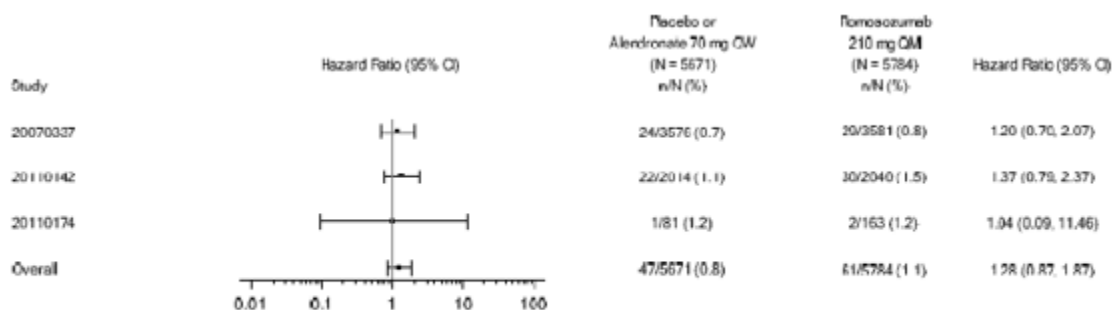 Placebo or Romosozumab
Alendronate 70 mg QW 210 mg QM
Hazard Ratio (95% CI) (N = 5671) (N = 5784) Hazard Ratio (95% CI)
Study n/N (%) n/N (%)
20070337 24/3576 (0.7) 29/3581 (0.8) 1.20 (0.70, 2.07)
20110142 22/2014 (1.1) 30/2040 (1.5) 1.37 (0.79, 2.37)
20110174 1/81 (1.2) 2/163 (1.2) 1.04 (0.09, 11.46)
Overall 47/5671 (0.8) 61/5784 (1.1) 1.28 (0.87, 1.87)
0.01 0.1 1 10 100